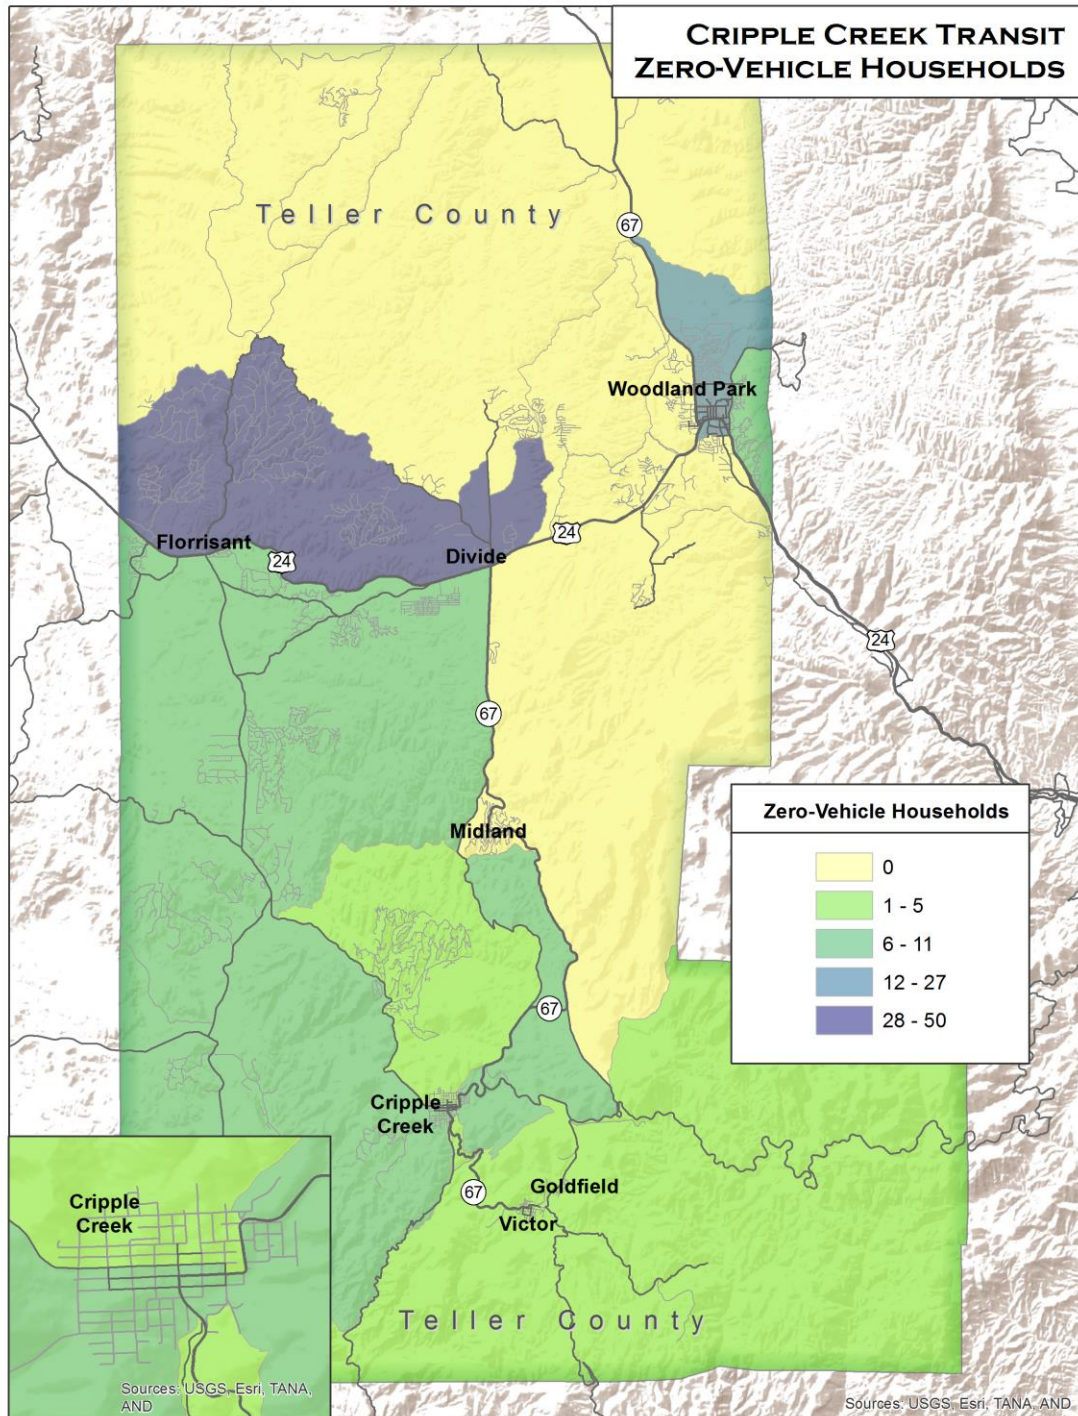 CRIPPLE CREEK TRANSIT
ZERO-VEHICLE HOUSEHOLDS
Teller County
67
Woodland Park
Florrisant
24
Divide
24
24
67
Midland
Zero-Vehicle Households
0
1 - 5
6 - 11
12 - 27
28 - 50
67
Cripple
Creek
67
Goldfield
Victor
Teller County
Cripple
Creek
Sources: USGS, Esri, TANA,
AND
Sources: USGS, Esri, TANA, AND